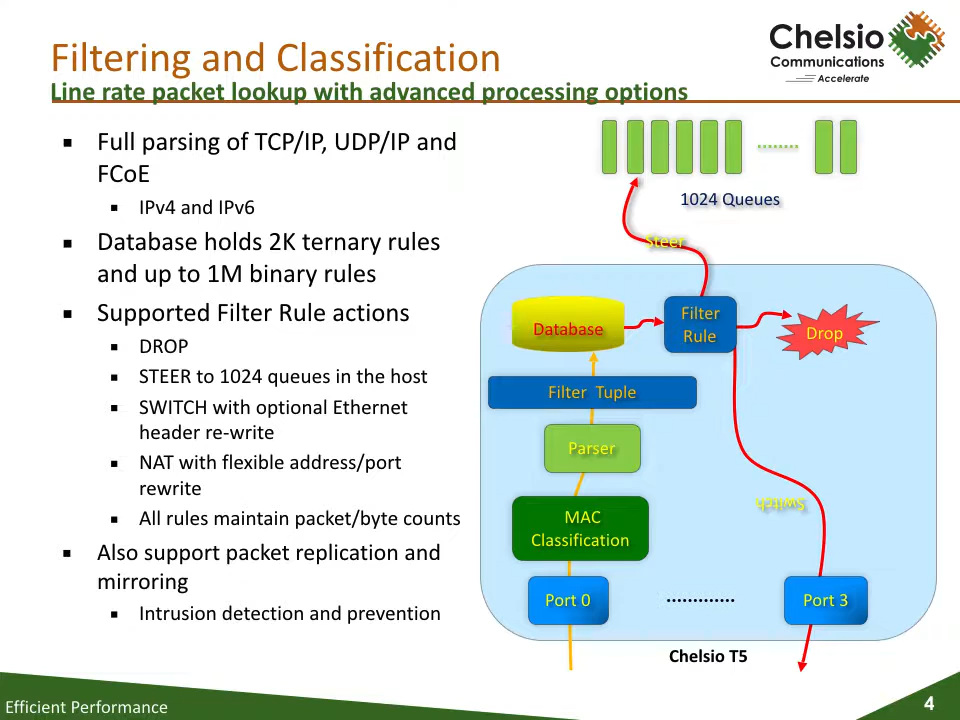 Filtering and Classification
Line rate packet lookup with advanced processing options
Chelsio
Communications
Accelerate
▪ Full parsing of TCP/IP, UDP/IP and
FCoE
▪ IPv4 and IPv6
▪ Database holds 2K ternary rules
and up to 1M binary rules
▪ Supported Filter Rule actions
▪ DROP
▪ STEER to 1024 queues in the host
▪ SWITCH with optional Ethernet
header re-write
▪ NAT with flexible address/port
rewrite
▪ All rules maintain packet/byte counts
▪ Also support packet replication and
mirroring
▪ Intrusion detection and prevention
........
1024 Queues
Steer
Database
Filter
Rule
Drop
Filter Tuple
Parser
Switch
MAC
Classification
Port 0
.............
Port 3
Chelsio T5
Efficient Performance
4